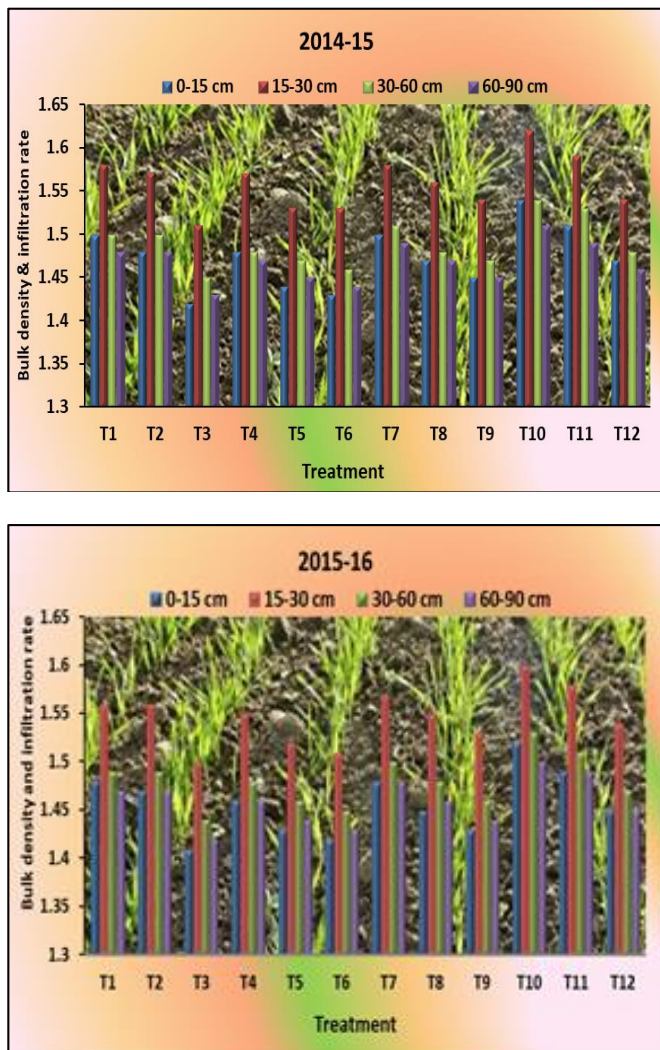 2014-15
0-15 cm 15-30 cm 30-60 cm 60-90 cm
Bulk density & infiltration rate
1.65
1.6
1.55
1.5
1.45
1.4
1.35
1.3
T1 T2 T3 T4 T5 T6 T7 T8 T9 T10 T11 T12
Treatment
2015-16
0-15 cm 15-30 cm 30-60 cm 60-90 cm
Bulk density and infiltration rate
1.65
1.6
1.55
1.5
1.45
1.4
1.35
1.3
T1 T2 T3 T4 T5 T6 T7 T8 T9 T10 T11 T12
Treatment